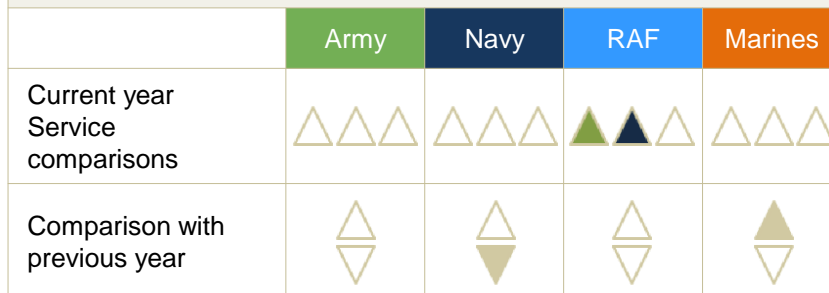 Army Navy RAF Marines
Current year
Service
comparisons
Comparison with
previous year